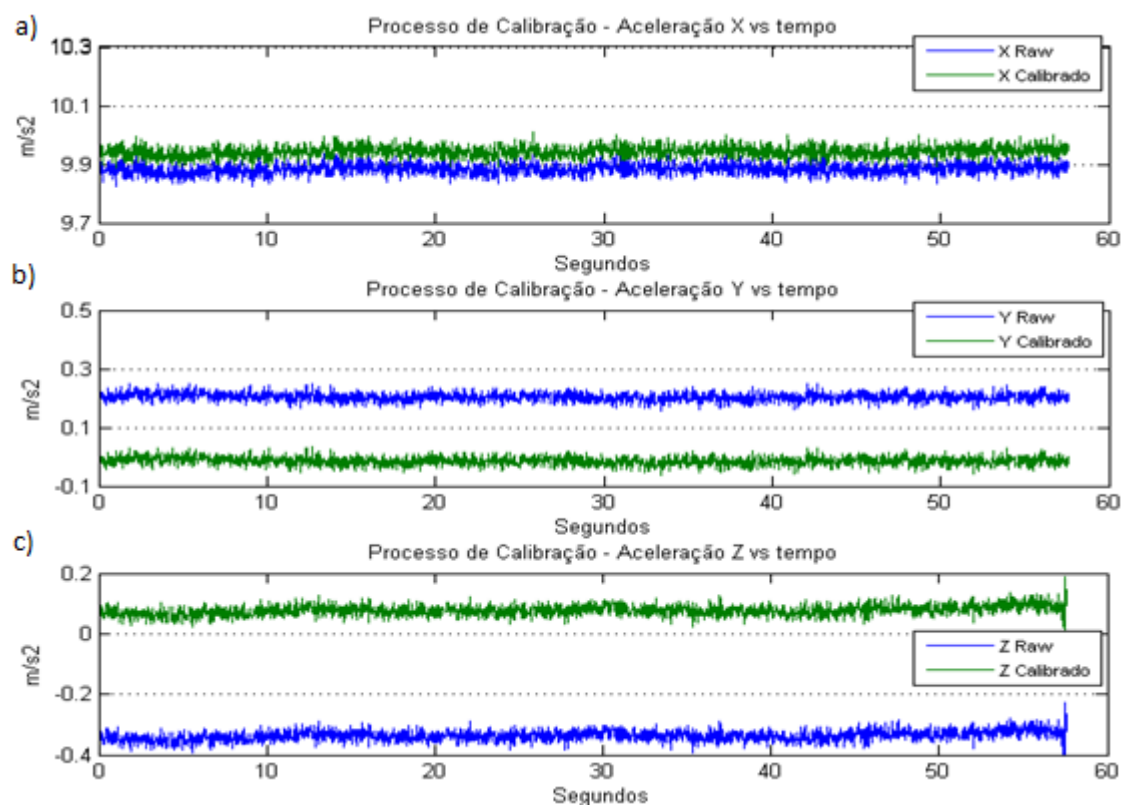 a)
Processo de Calibração - Aceleração X vs tempo
10.3
10.1
9.9
9.7
m/s2
X Raw
X Calibrado
0 10 20 30 40 50 60
Segundos
b)
Processo de Calibração - Aceleração Y vs tempo
0.5
0.3
0.1
-0.1
m/s2
Y Raw
Y Calibrado
0 10 20 30 40 50 60
Segundos
c)
Processo de Calibração - Aceleração Z vs tempo
0.2
0
-0.2
-0.4
m/s2
Z Raw
Z Calibrado
0 10 20 30 40 50 60
Segundos